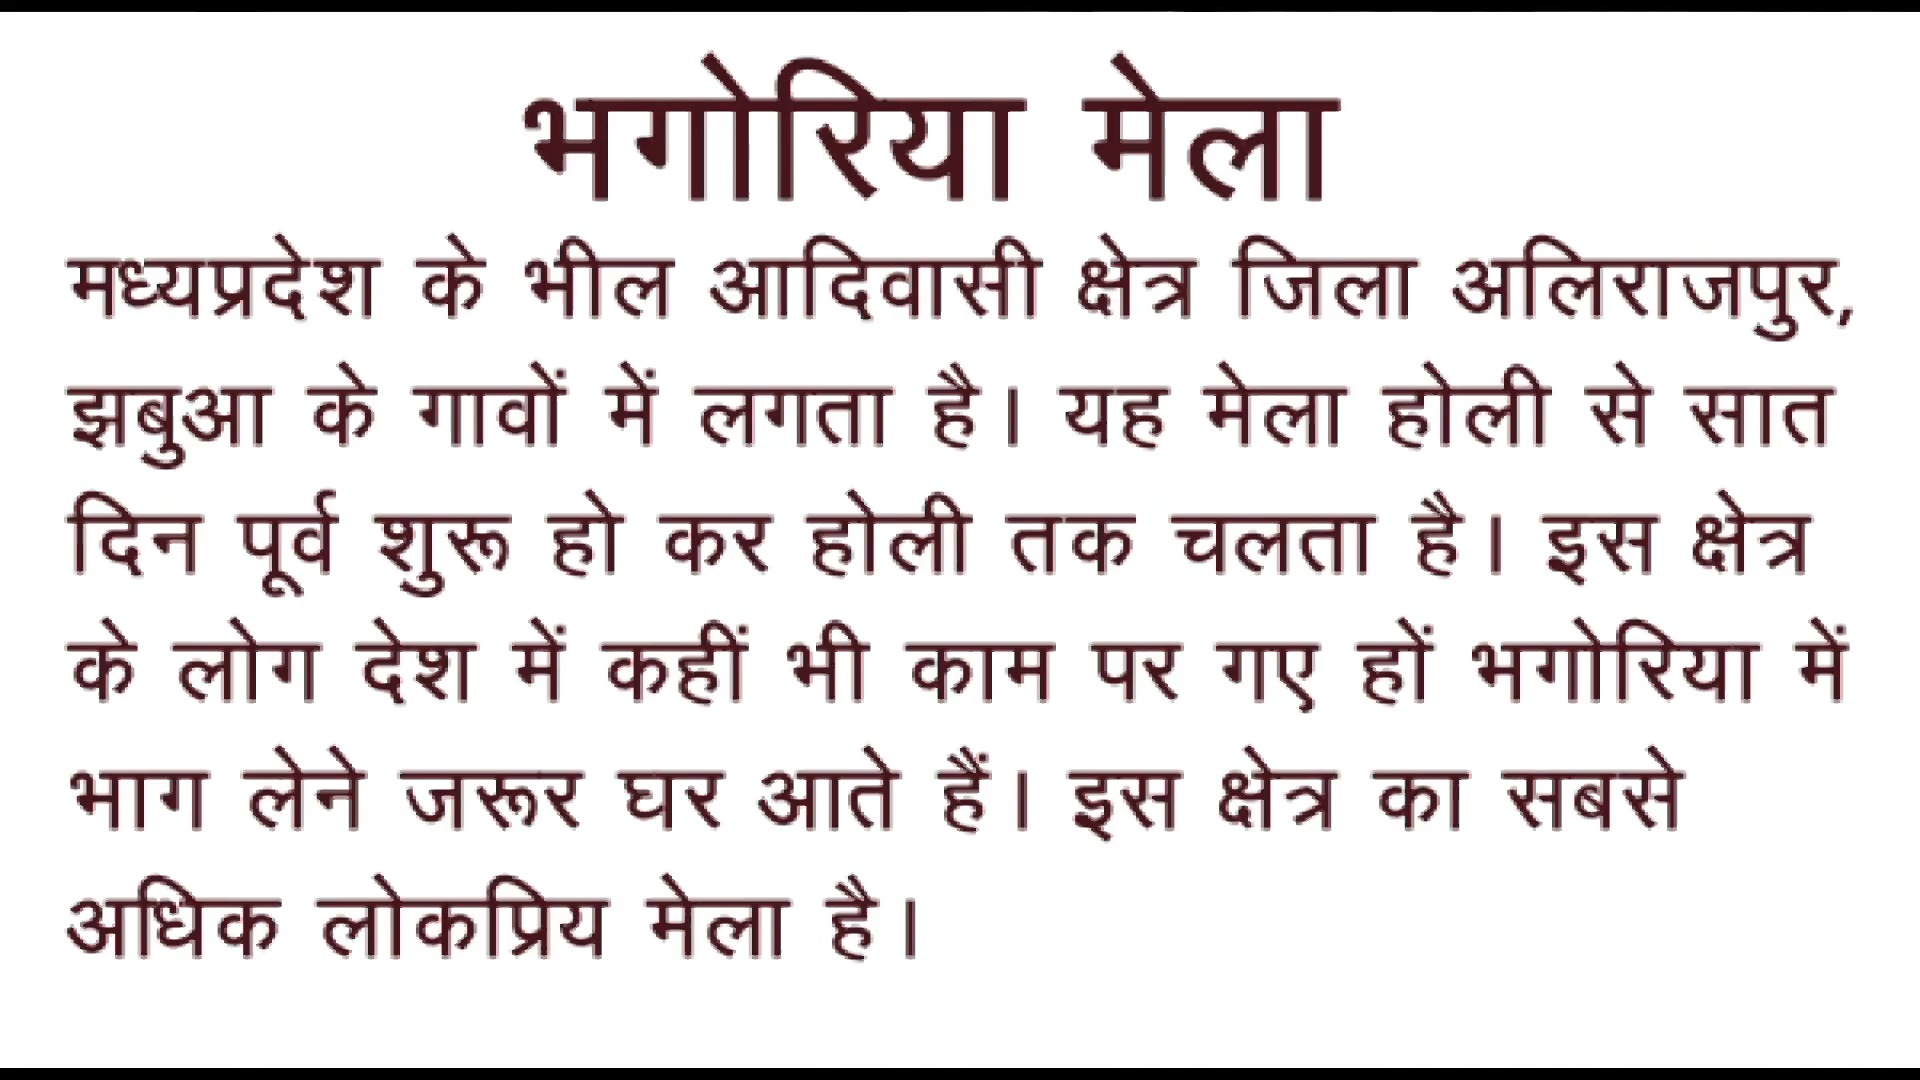 भगोरिया मेला
मध्यप्रदेश के भील आदिवासी क्षेत्र जिला अलिराजपुर,
झबुआ के गावों में लगता है। यह मेला होली से सात
दिन पूर्व शुरू हो कर होली तक चलता है। इस क्षेत्र
के लोग देश में कहीं भी काम पर गए हों भगोरिया में
भाग लेने जरूर घर आते हैं। इस क्षेत्र का सबसे
अधिक लोकप्रिय मेला है।